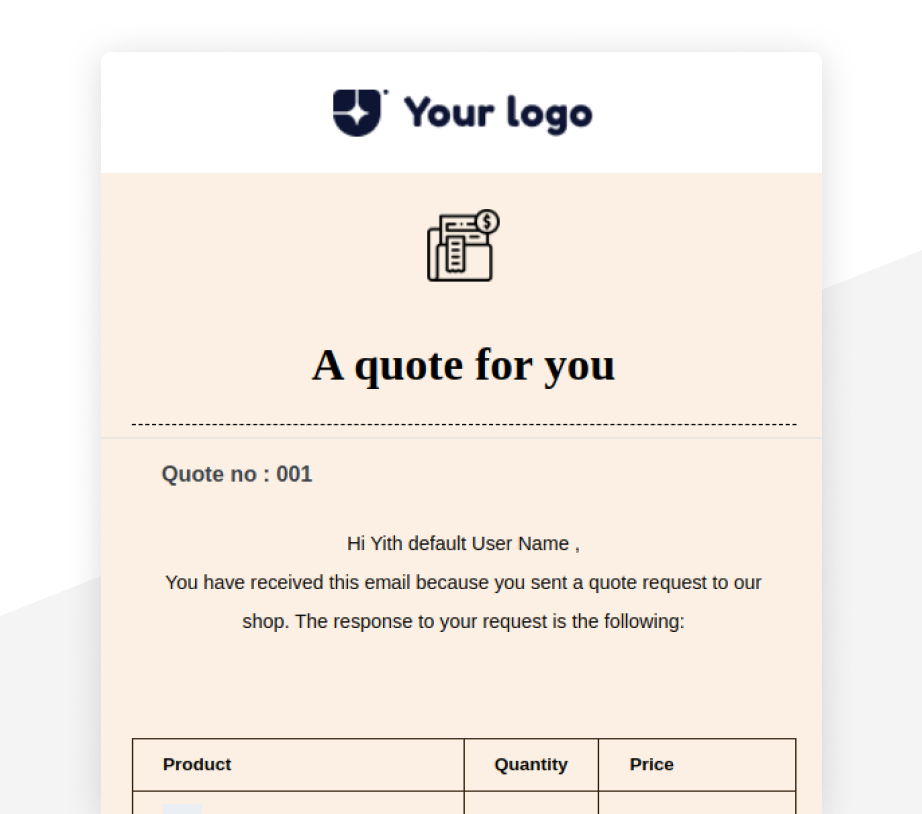 Your logo
$
A quote for you
Quote no : 001
Hi Yith default User Name ,
You have received this email because you sent a quote request to our
shop. The response to your request is the following:
Product Quantity Price